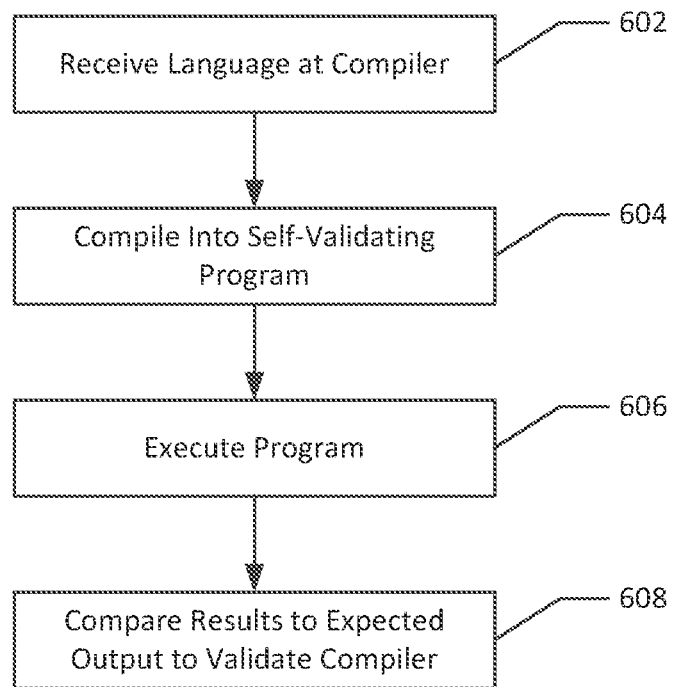 602
Receive Language at Compiler
604
Compile Into Self-Validating
Program
606
Execute Program
608
Compare Results to Expected
Output to Validate Compiler